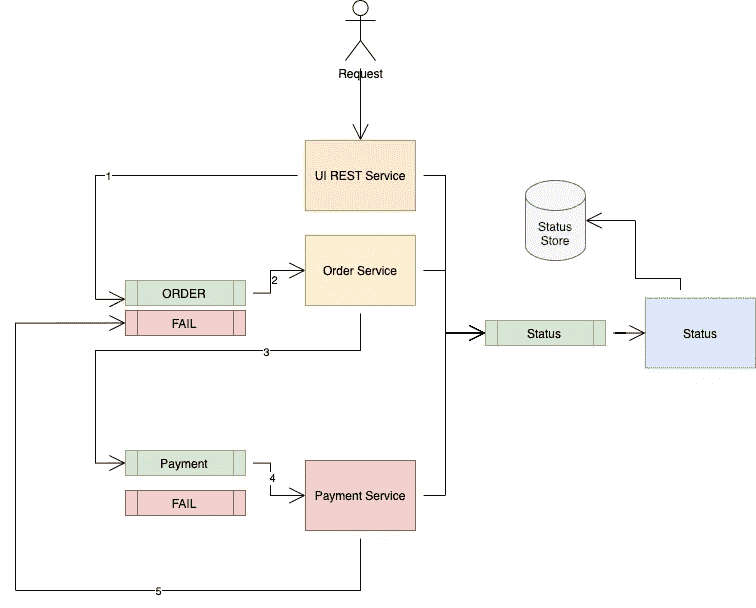 Request
UI REST Service
1
Status
Store
Order Service
2
ORDER
FAIL
Status
Status
3
Payment
4
Payment Service
FAIL
5